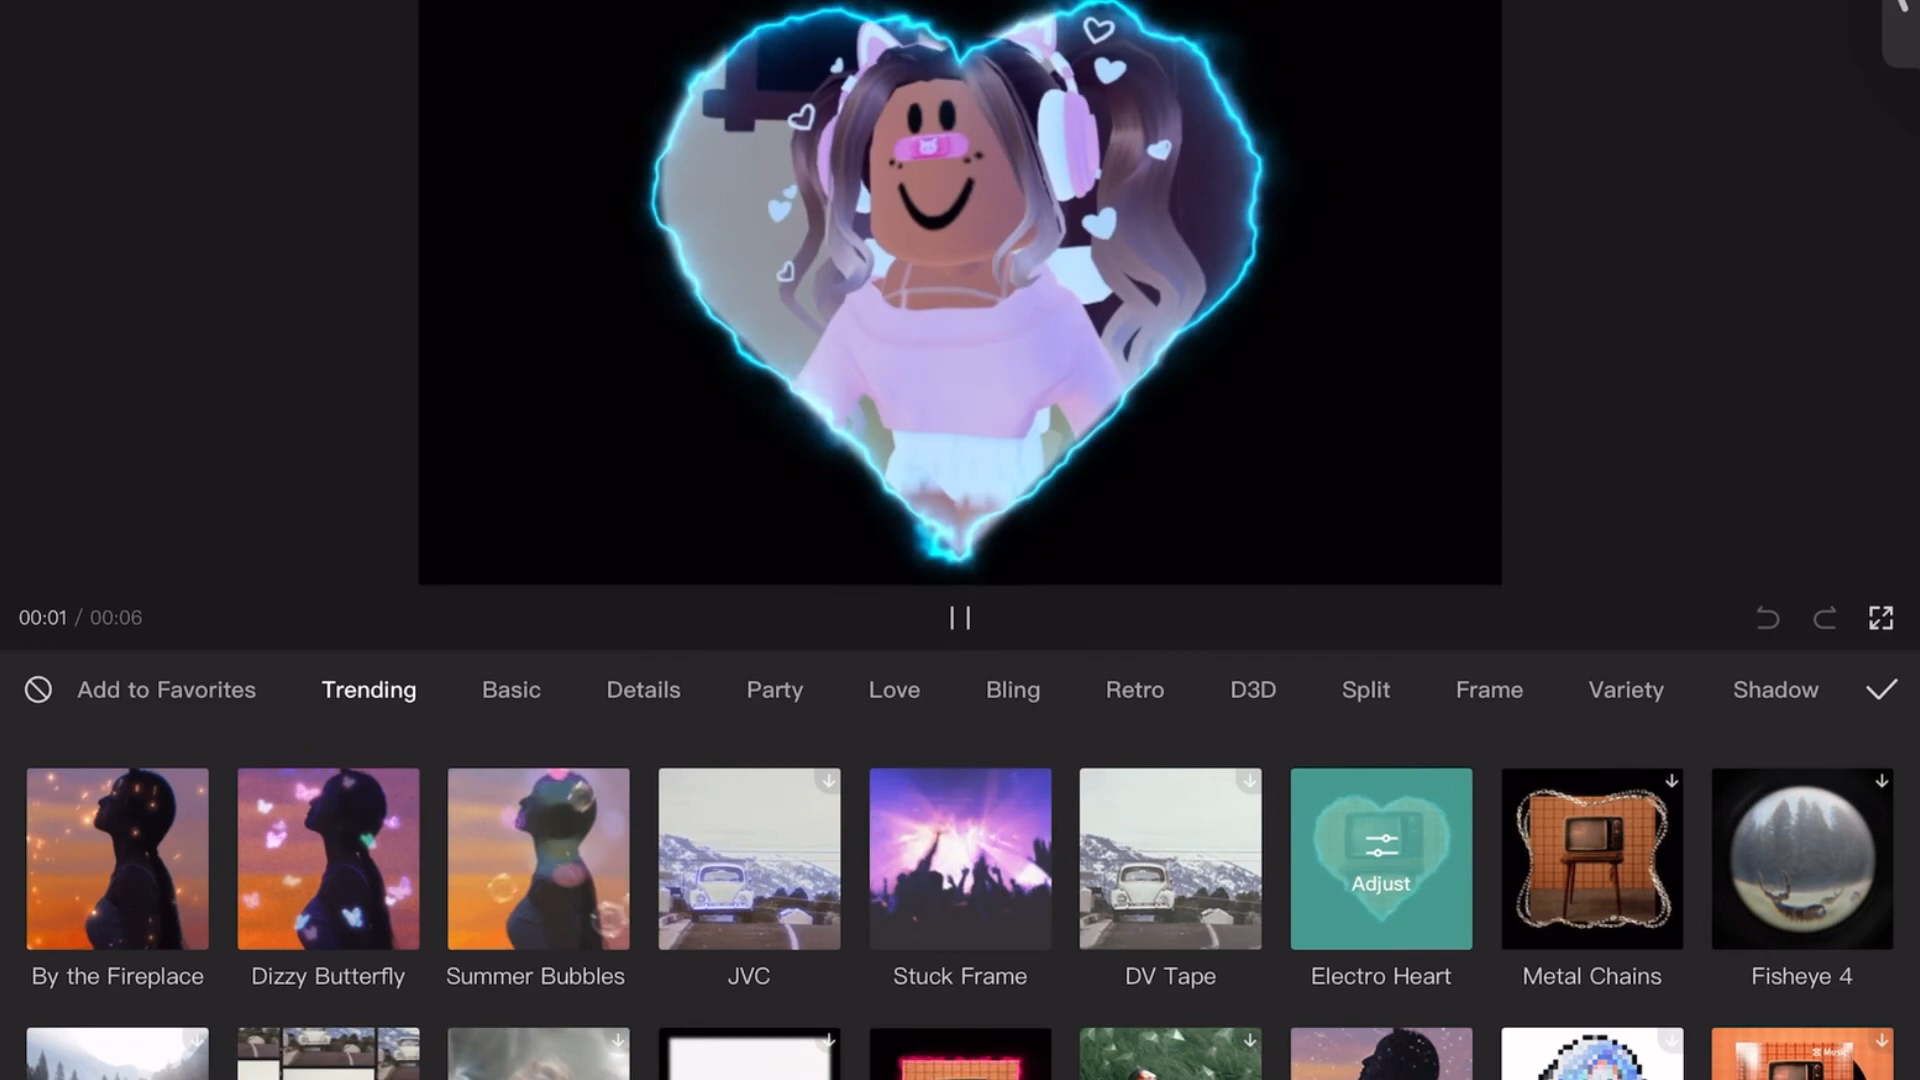 00:01 / 00:06
Add to Favorites Trending Basic Details Party Love Bling Retro D3D Split Frame Variety Shadow
Adjust
By the Fireplace Dizzy Butterfly Summer Bubbles JVC Stuck Frame DV Tape Electro Heart Metal Chains Fisheye 4
Music